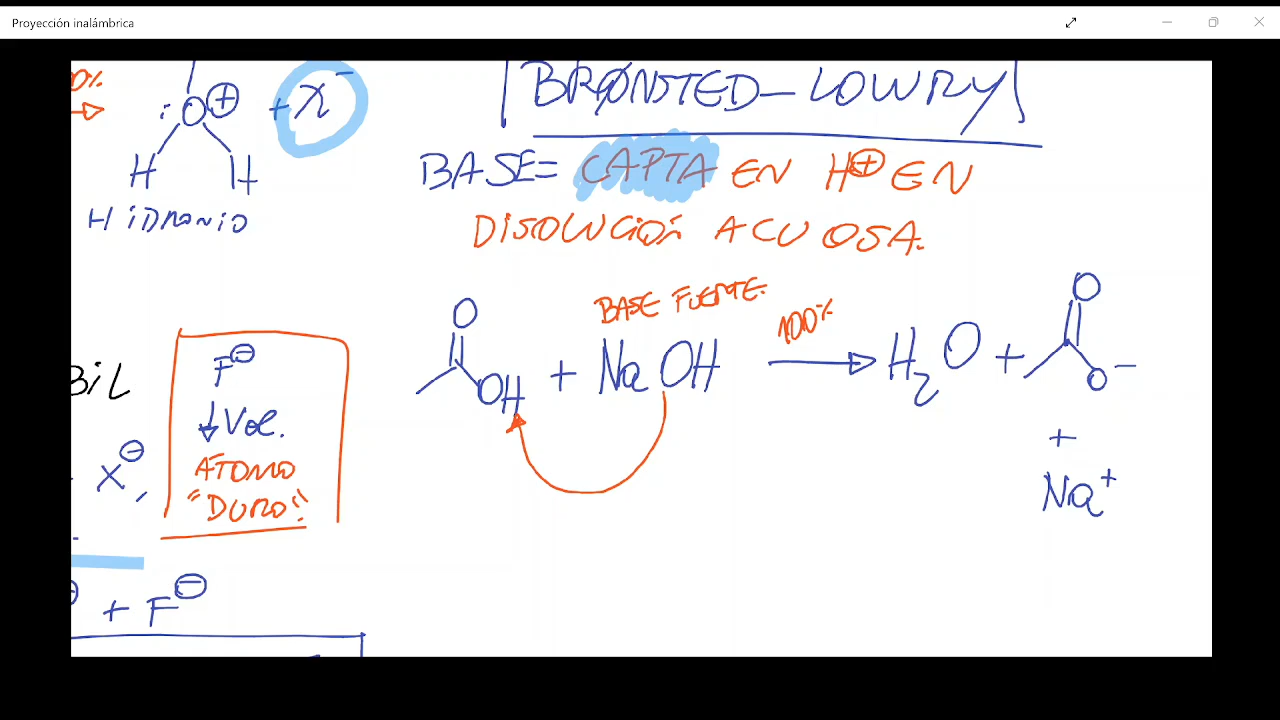 Proyección inalámbrica
BRØNSTED-LOWRY
BASE= CAPTA EN H⊕ EN
DISOLUCIÓN ACUOSA.
0%
:O⊕ + X⁻
H H
HIDRONIO
BASE FUERTE.
100%
O
OH + NaOH → H₂O +
O
O⁻
+
Na⁺
BIL
F⊖
↓ Vol.
ÁTOMO
"DURO".
X⊖,
+ F⊖